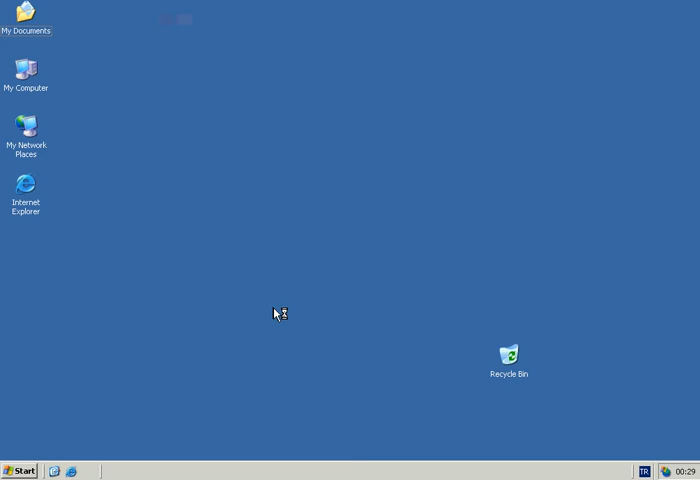 My Documents
My Computer
My Network
Places
Internet
Explorer
Recycle Bin
Start
TR
00:29